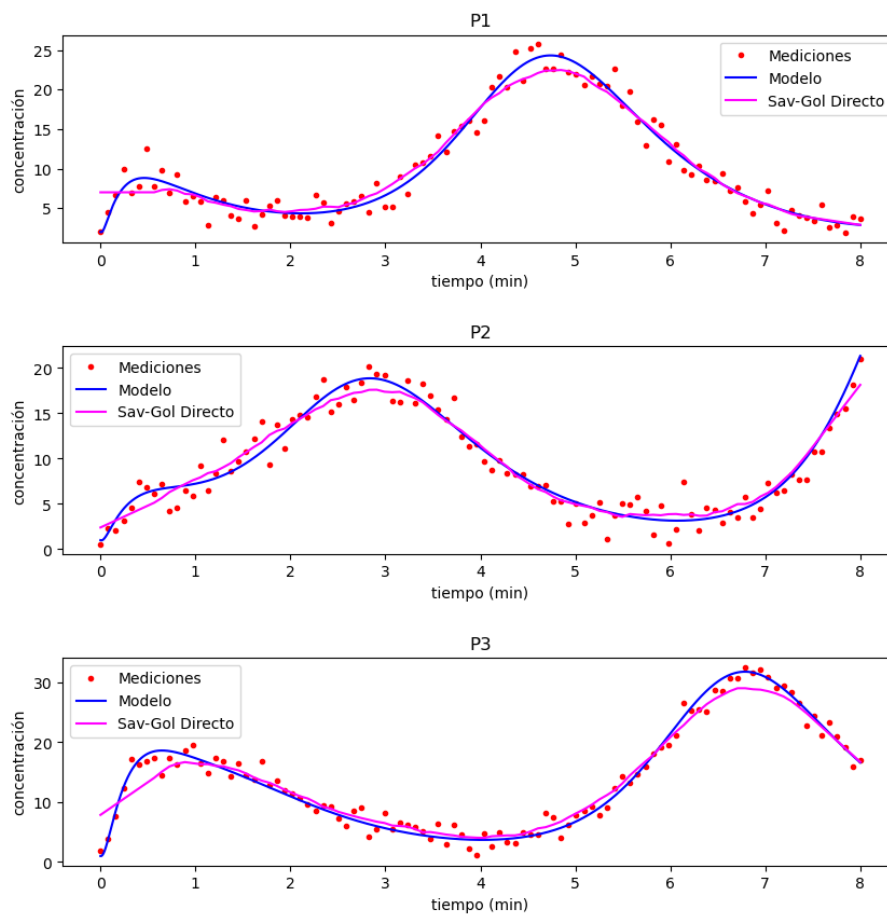 P1
concentración
25
20
15
10
5
Mediciones
Modelo
Sav-Gol Directo
0 1 2 3 4 5 6 7 8
tiempo (min)
P2
concentración
20
15
10
5
0
Mediciones
Modelo
Sav-Gol Directo
0 1 2 3 4 5 6 7 8
tiempo (min)
P3
concentración
30
20
10
0
Mediciones
Modelo
Sav-Gol Directo
0 1 2 3 4 5 6 7 8
tiempo (min)